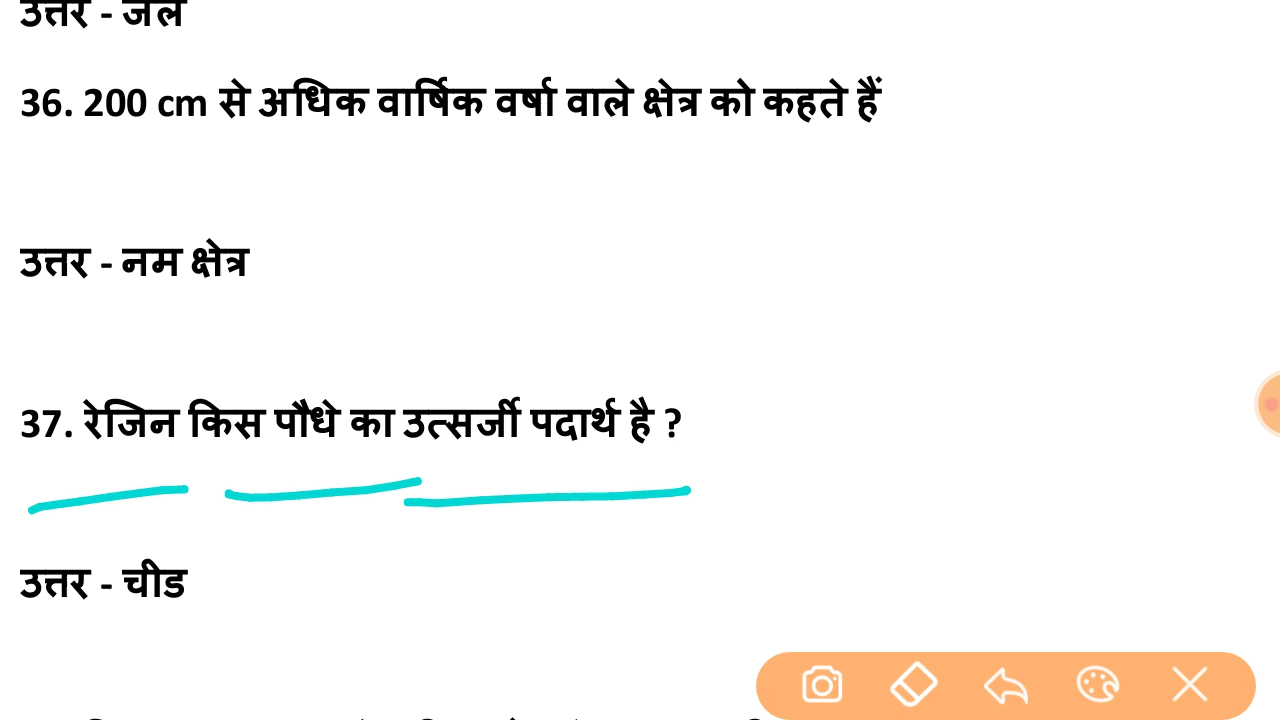 उत्तर - जल
36. 200 cm से अधिक वार्षिक वर्षा वाले क्षेत्र को कहते हैं
उत्तर - नम क्षेत्र
37. रेजिन किस पौधे का उत्सर्जी पदार्थ है ?
उत्तर - चीड